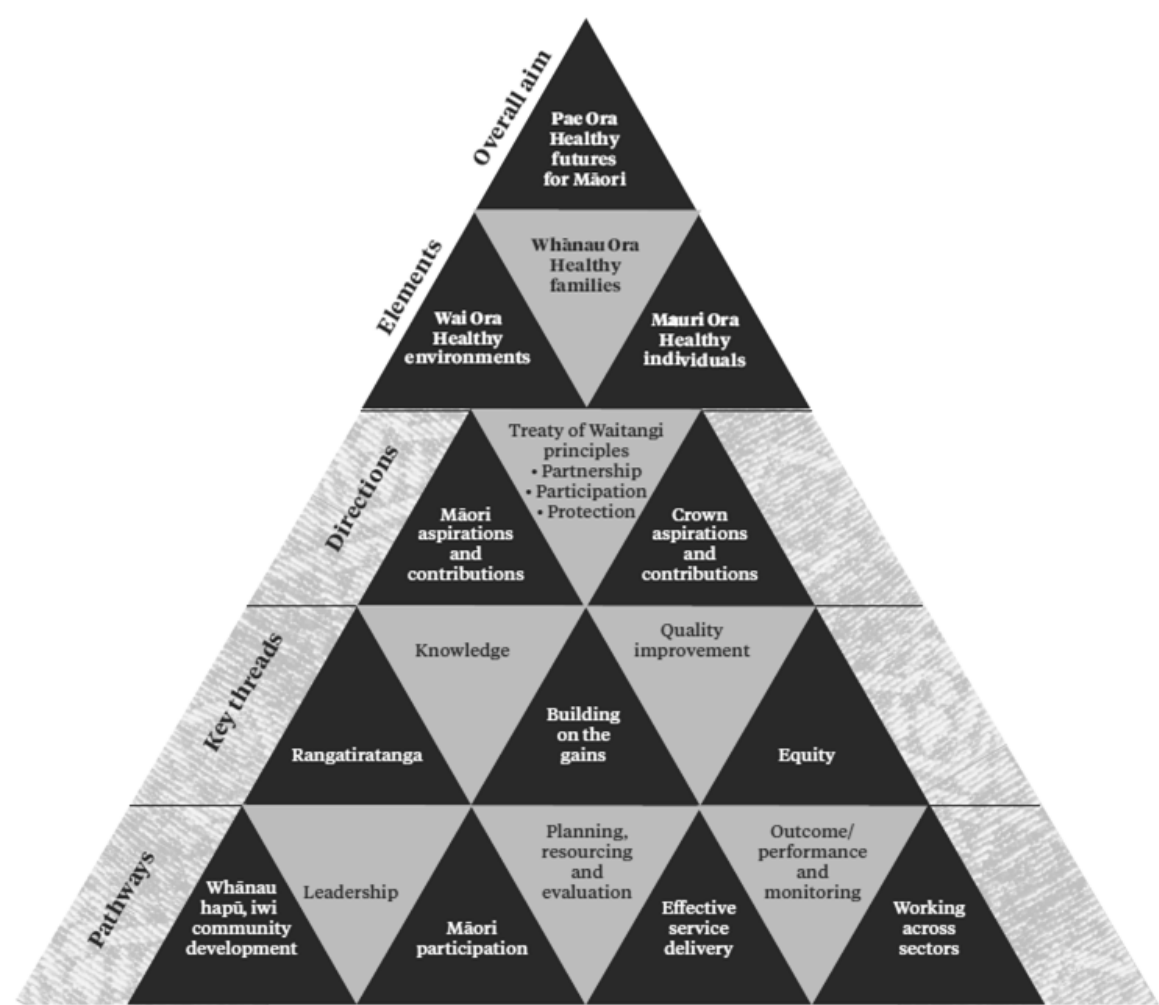 Overall aim
Pae Ora
Healthy
futures
for Māori
Elements
Whānau Ora
Healthy
families
Wai Ora
Healthy
environments
Mauri Ora
Healthy
individuals
Directions
Treaty of Waitangi
principles
• Partnership
• Participation
• Protection
Māori
aspirations
and
contributions
Crown
aspirations
and
contributions
Key threads
Rangatiratanga
Knowledge
Building
on the
gains
Quality
improvement
Equity
Pathways
Whānau
hapū, iwi
community
development
Leadership
Māori
participation
Planning,
resourcing
and
evaluation
Effective
service
delivery
Outcome/
performance
and
monitoring
Working
across
sectors